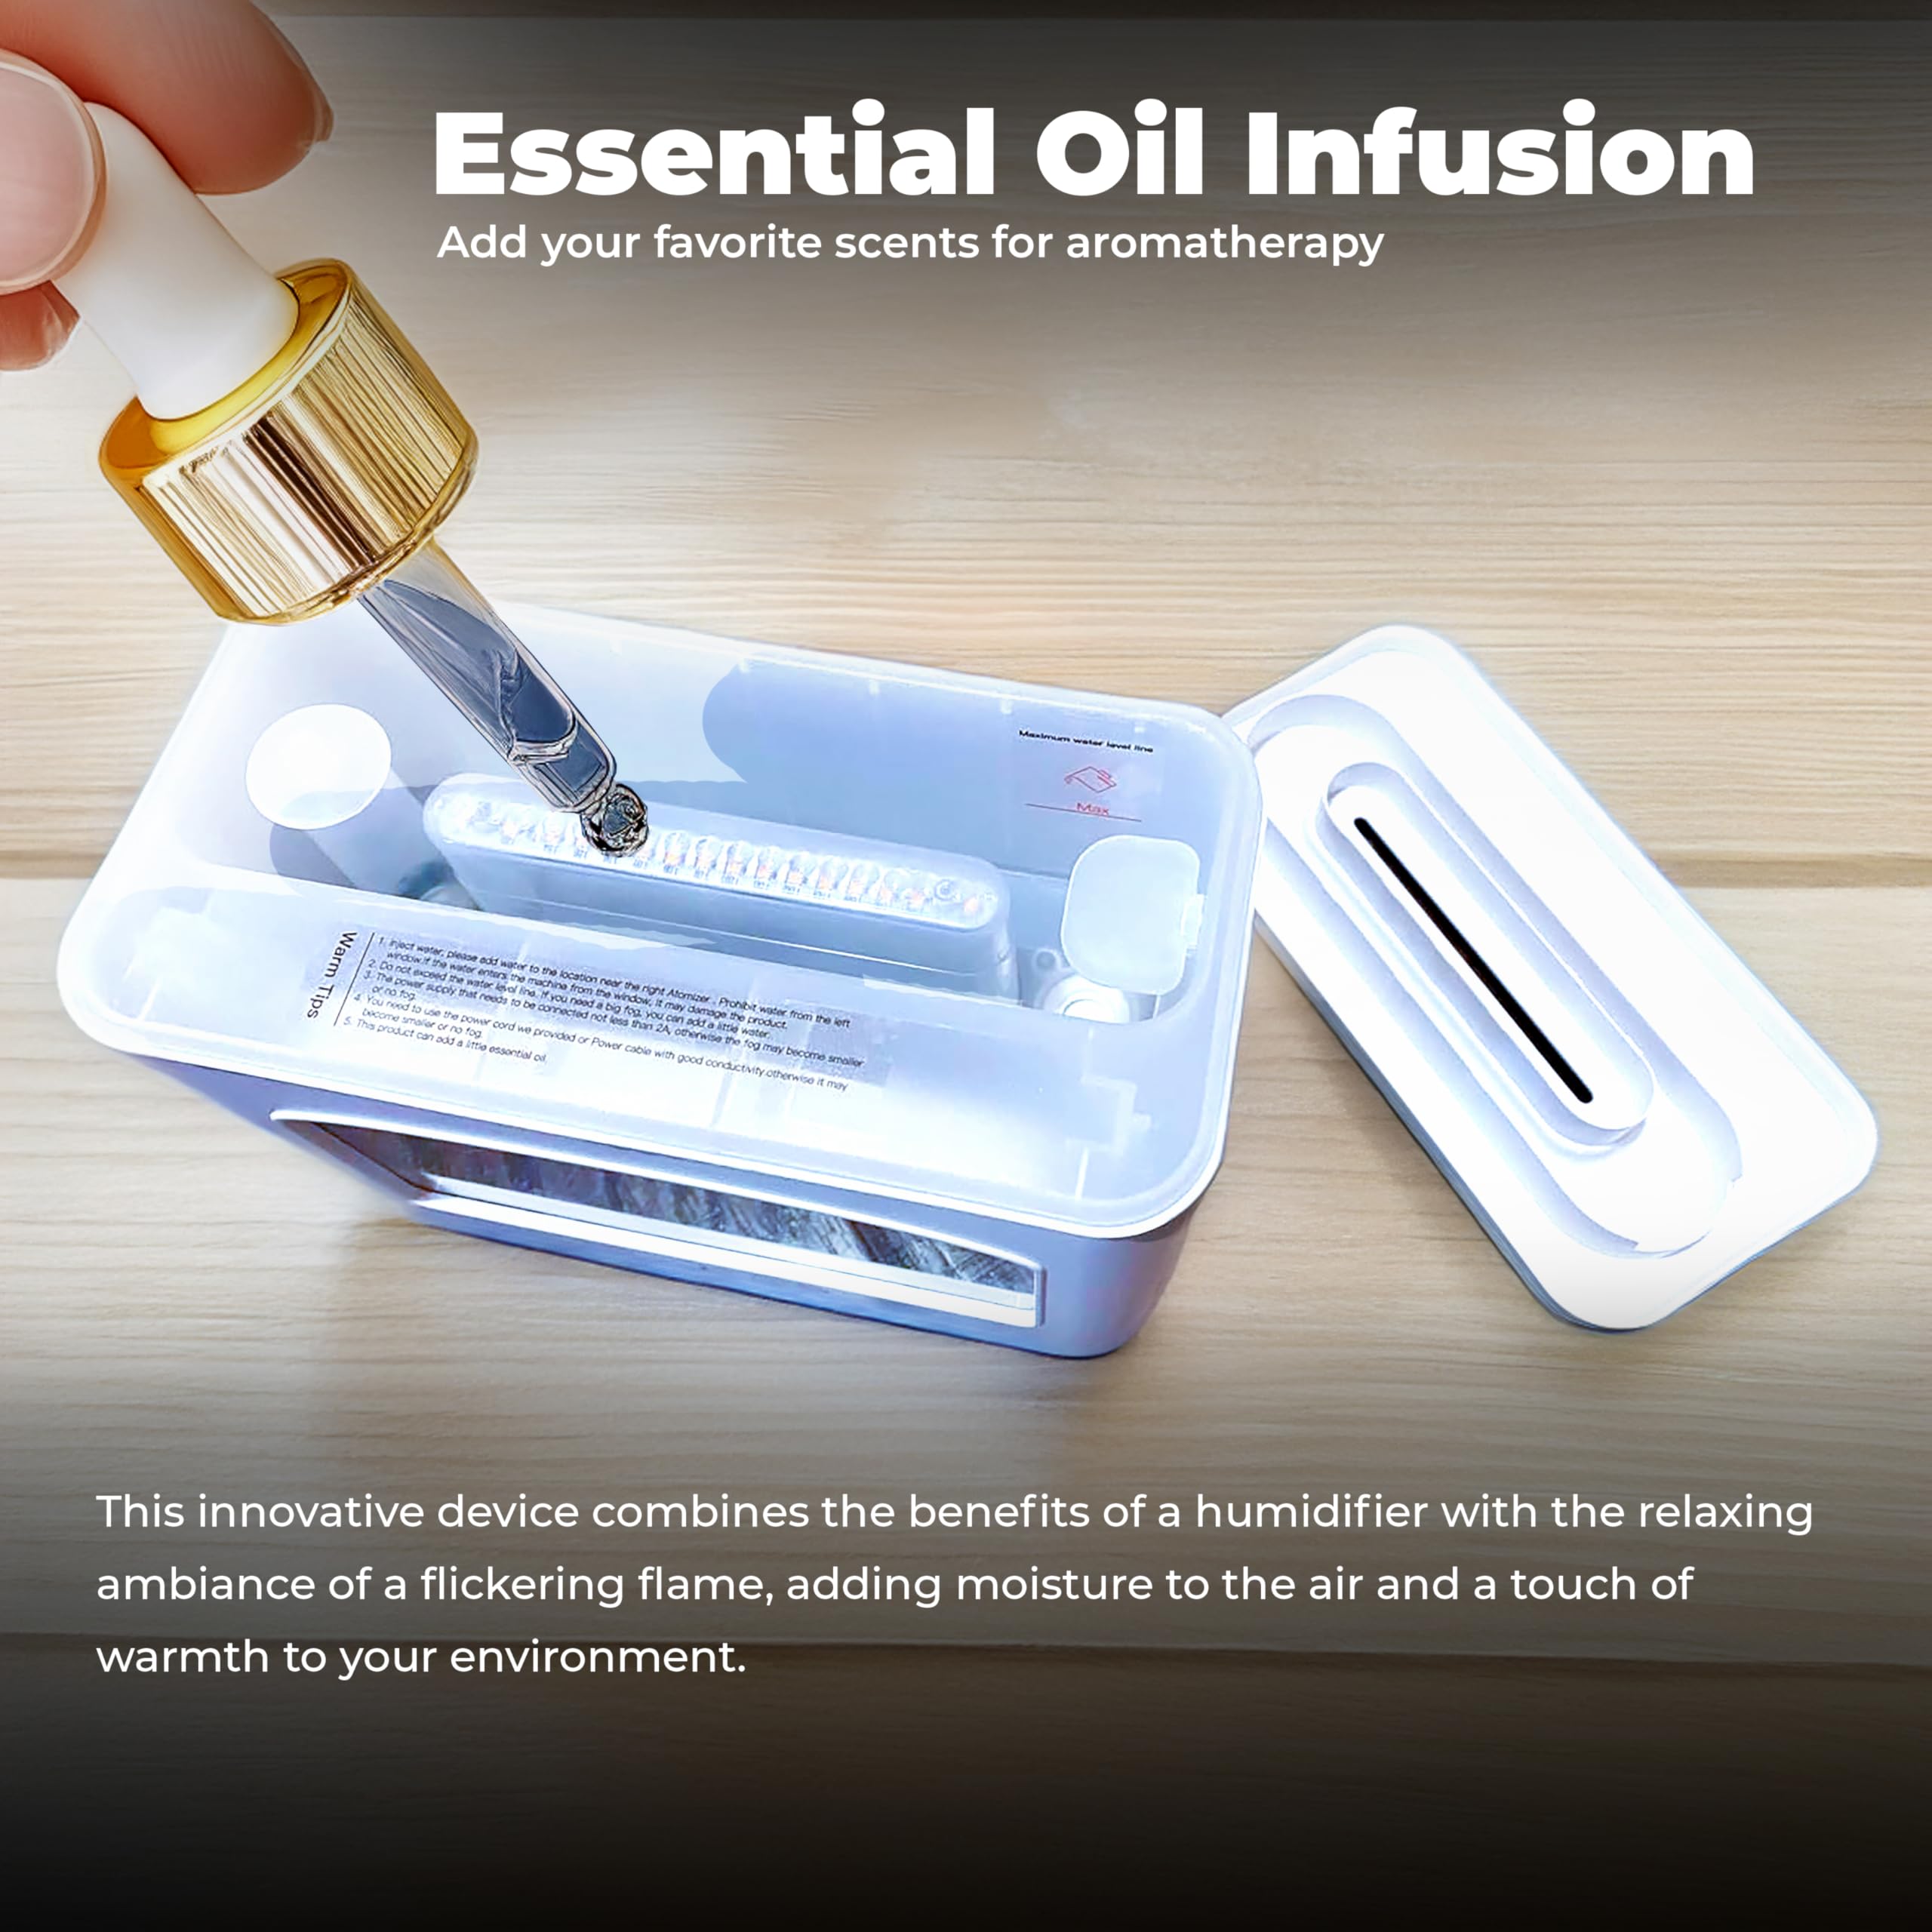 Essential Oil Infusion
Add your favorite scents for aromatherapy
Maximum water level line
Max
Warm Tips
1. Inject water, please add water to the location near the right Atomizer. Prohibit water from the left
window.If the water enters the machine from the window, it may damage the product.
2. Do not exceed the water level line. If you need a big fog, you can add a little water.
3. The power supply that needs to be connected not less than 2A, otherwise the fog may become smaller
or no fog.
4. You need to use the power cord we provided or Power cable with good conductivity.otherwise it may
become smaller or no fog.
5. This product can add a little essential oil.
This innovative device combines the benefits of a humidifier with the relaxing
ambiance of a flickering flame, adding moisture to the air and a touch of
warmth to your environment.